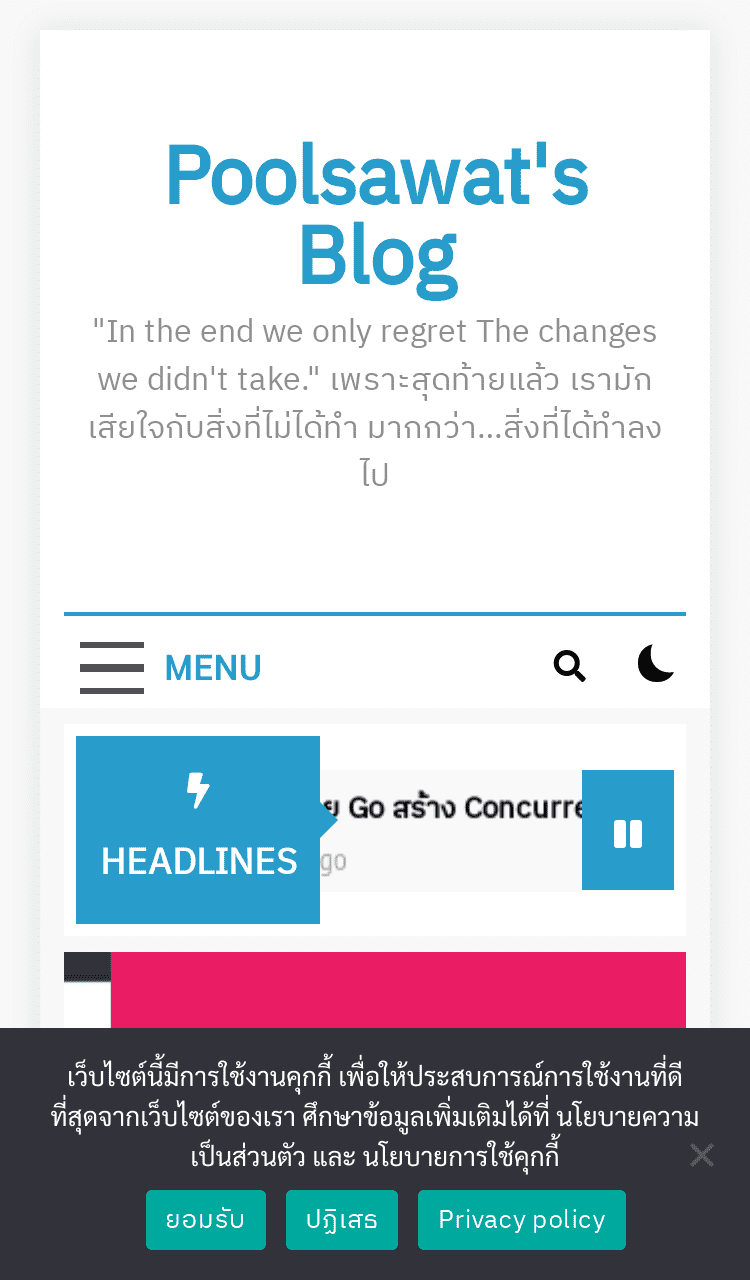 Poolsawat's
Blog
"In the end we only regret The changes
we didn't take." เพราะสุดท้ายแล้ว เรามัก
เสียใจกับสิ่งที่ไม่ได้ทำ มากกว่า...สิ่งที่ได้ทำลง
ไป
MENU
HEADLINES
Go สร้าง
เว็บไซต์นี้มีการใช้งานคุกกี้ เพื่อให้ประสบการณ์การใช้งานที่ดี
ที่สุดจากเว็บไซต์ของเรา ศึกษาข้อมูลเพิ่มเติมได้ที่ นโยบายความ
เป็นส่วนตัว และ นโยบายการใช้คุกกี้
ยอมรับ ปฏิเสธ Privacy policy